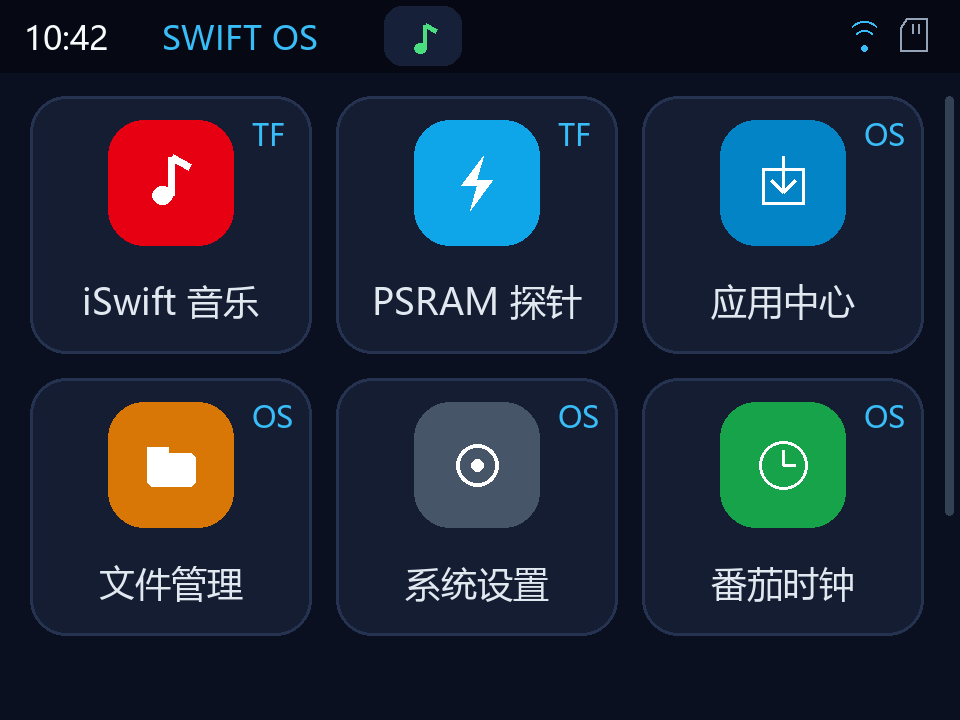 10:42 SWIFT OS
TF
iSwift 音乐
TF
PSRAM 探针
OS
应用中心
OS
文件管理
OS
系统设置
OS
番茄时钟